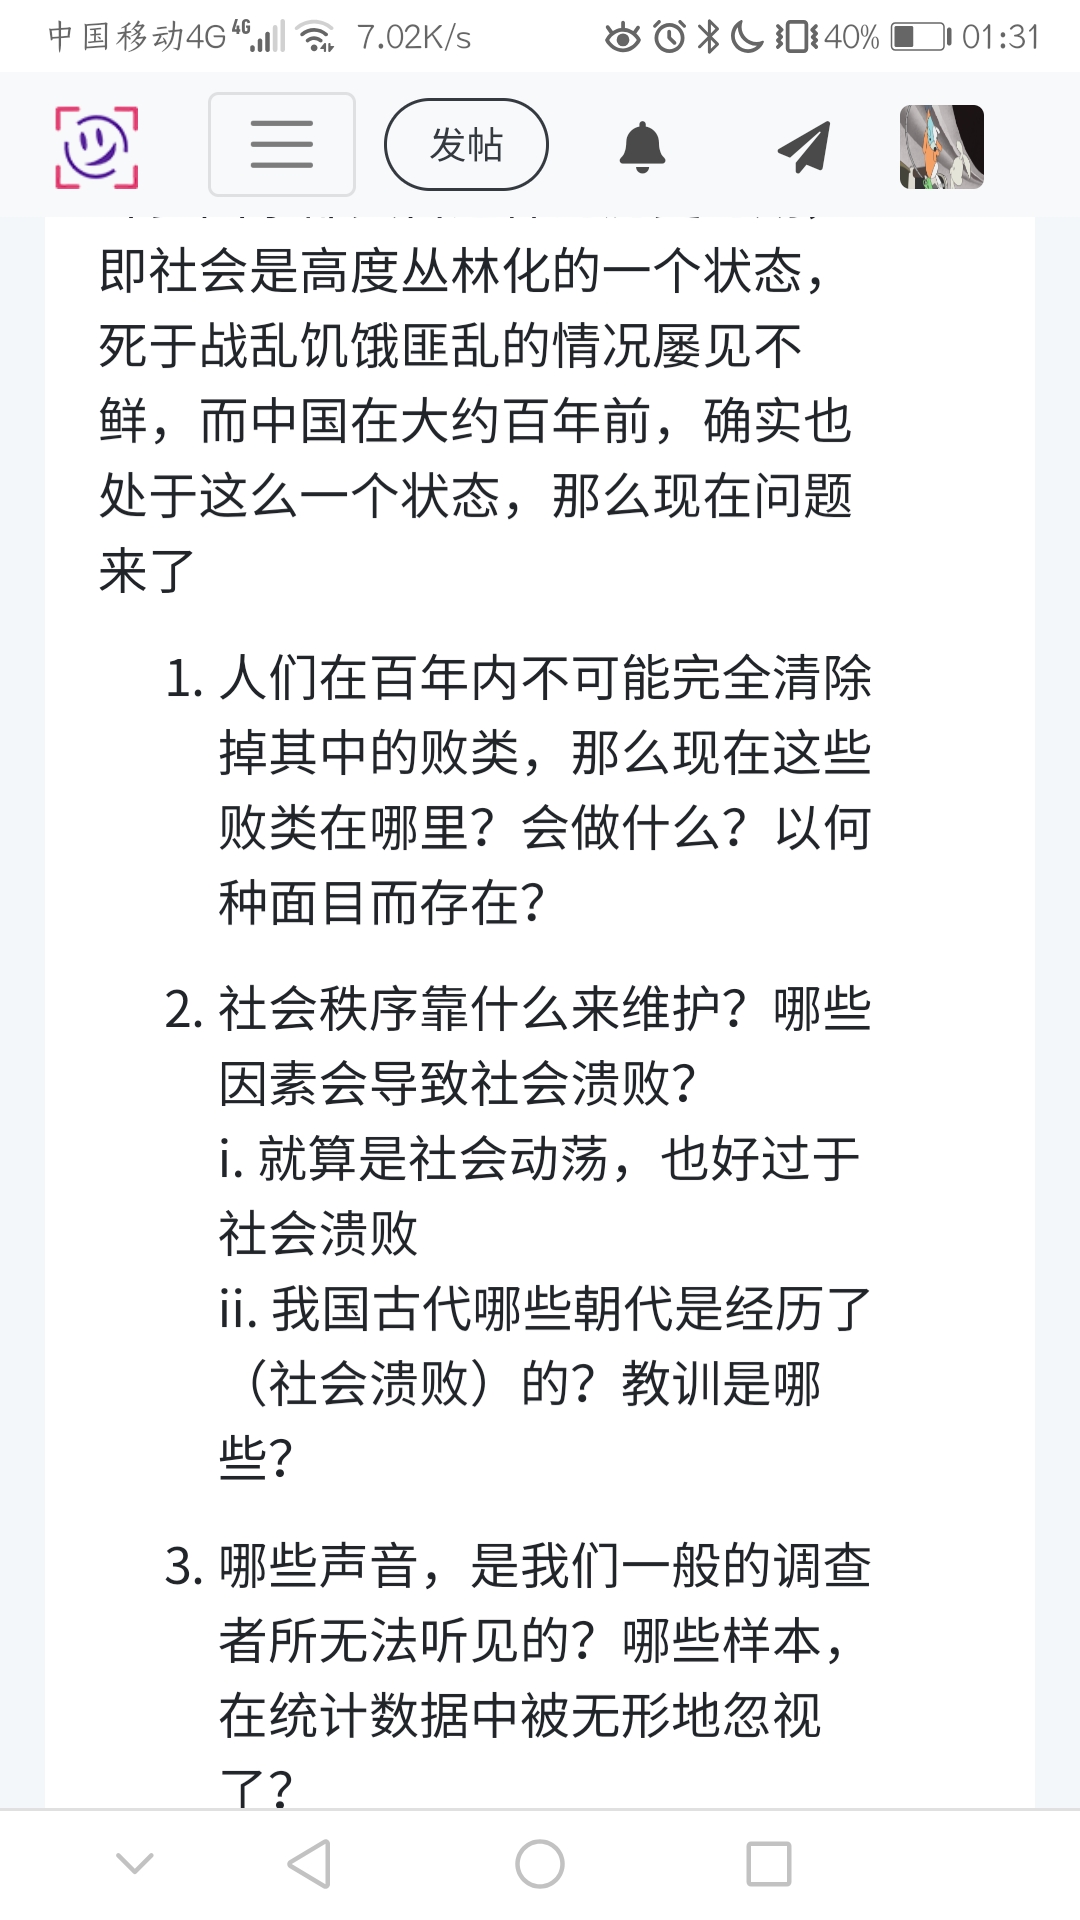 中国移动4G 4G 7.02K/s 40% 01:31
发帖
即社会是高度丛林化的一个状态，
死于战乱饥饿匪乱的情况屡见不
鲜，而中国在大约百年前，确实也
处于这么一个状态，那么现在问题
来了
1. 人们在百年内不可能完全清除
掉其中的败类，那么现在这些
败类在哪里？会做什么？以何
种面目而存在？
2. 社会秩序靠什么来维护？哪些
因素会导致社会溃败？
i. 就算是社会动荡，也好过于
社会溃败
ii. 我国古代哪些朝代是经历了
（社会溃败）的？教训是哪
些？
3. 哪些声音，是我们一般的调查
者所无法听见的？哪些样本，
在统计数据中被无形地忽视
了？